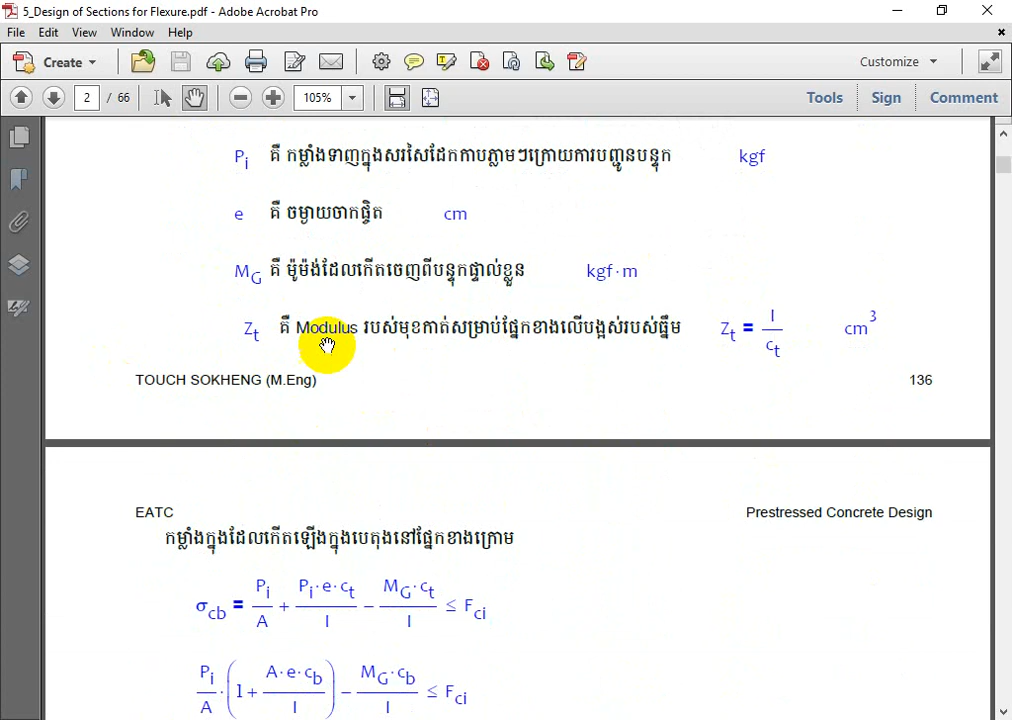 5_Design of Sections for Flexure.pdf - Adobe Acrobat Pro
File Edit View Window Help
Create Customize
2 / 66 105% Tools Sign Comment
Pi គឺ កម្លាំងទាញក្នុងសរសៃដែកកាបភ្លាមៗក្រោយការបញ្ជូនបន្ទុក kgf
e គឺ ចម្ងាយចាកផ្ចិត cm
MG គឺ ម៉ូម៉ង់ដែលកើតចេញពីបន្ទុកផ្ទាល់ខ្លួន kgf·m
Zt គឺ Modulus របស់មុខកាត់សម្រាប់ផ្នែកខាងលើបង្អស់របស់ធ្នឹម Zt = I / ct cm3
TOUCH SOKHENG (M.Eng) 136
EATC Prestressed Concrete Design
កម្លាំងក្នុងដែលកើតឡើងក្នុងបេតុងនៅផ្នែកខាងក្រោម
σcb = Pi / A + Pi·e·ct / I − MG·ct / I ≤ Fci
Pi / A ·(1 + A·e·cb / I) − MG·cb / I ≤ Fci